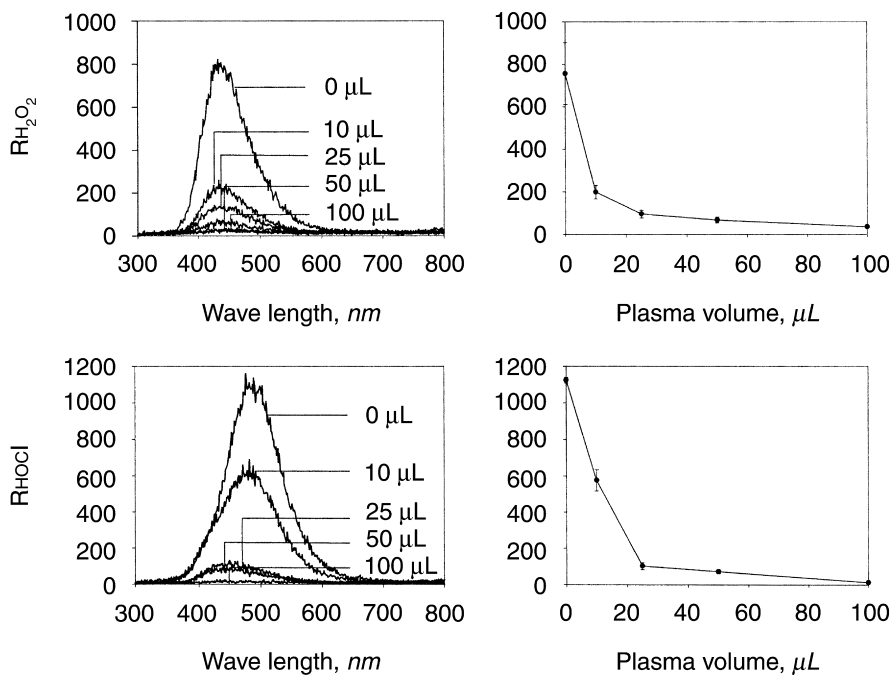 1000
800
600
400
200
0
RH2O2
0 µL
10 µL
25 µL
50 µL
100 µL
300 400 500 600 700 800
Wave length, nm
1000
800
600
400
200
0
0 20 40 60 80 100
Plasma volume, µL
1200
1000
800
600
400
200
0
RHOCl
0 µL
10 µL
25 µL
50 µL
100 µL
300 400 500 600 700 800
Wave length, nm
1200
1000
800
600
400
200
0
0 20 40 60 80 100
Plasma volume, µL